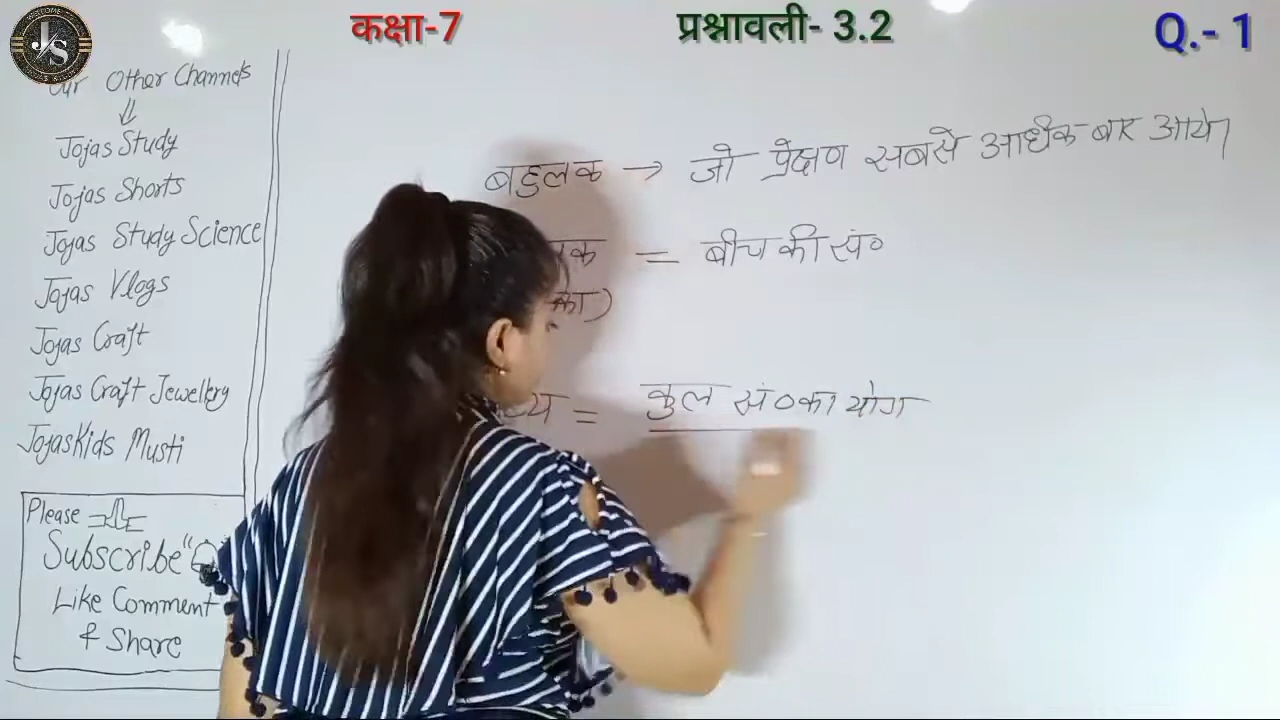 कक्षा-7
प्रश्नावली- 3.2
Q.- 1
WELCOME
J/S
Our Other Channels
Jojas Study
Jojas Shorts
Jojas Study Science
Jojas Vlogs
Jojas Craft
Jojas Craft Jewellery
JojasKids Musti
Please
Subscribe
Like Comment
& Share
बहुलक → जो प्रेक्षण सबसे अधिक बार आये।
= बीच की सं०
= कुल सं०का योग